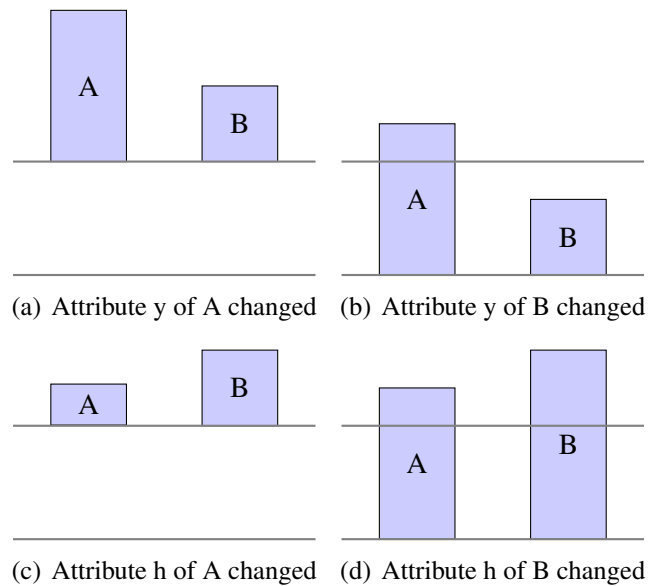 A
B
A
B
(a) Attribute y of A changed
(b) Attribute y of B changed
A
B
A
B
(c) Attribute h of A changed
(d) Attribute h of B changed